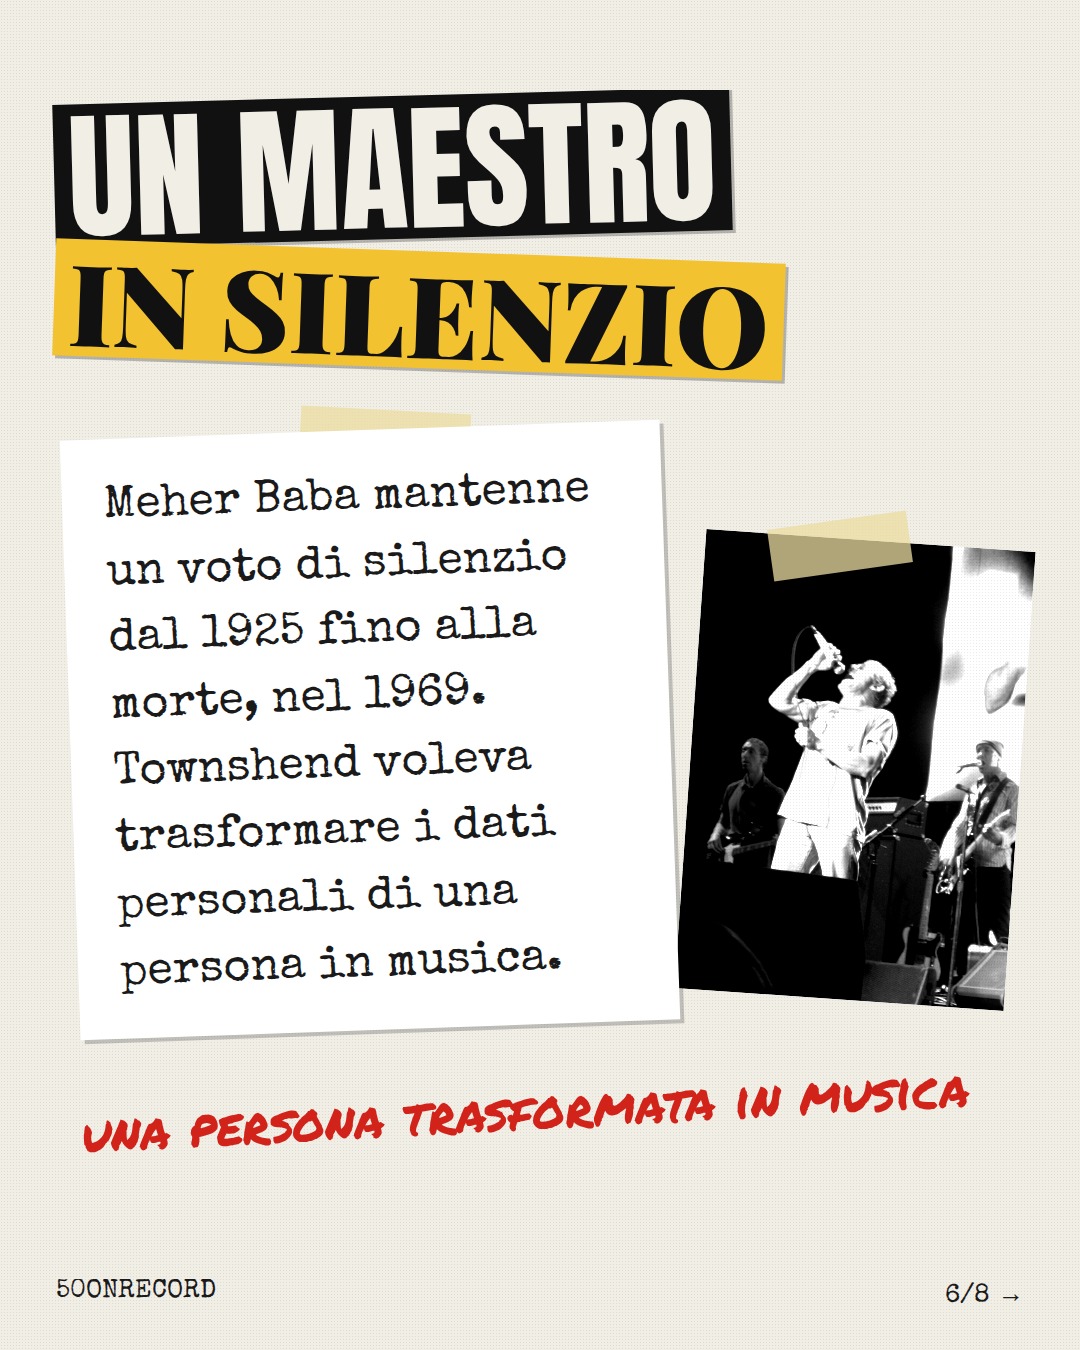 UN MAESTRO
IN SILENZIO
Meher Baba mantenne
un voto di silenzio
dal 1925 fino alla
morte, nel 1969.
Townshend voleva
trasformare i dati
personali di una
persona in musica.
UNA PERSONA TRASFORMATA IN MUSICA
50ONRECORD
6/8 →